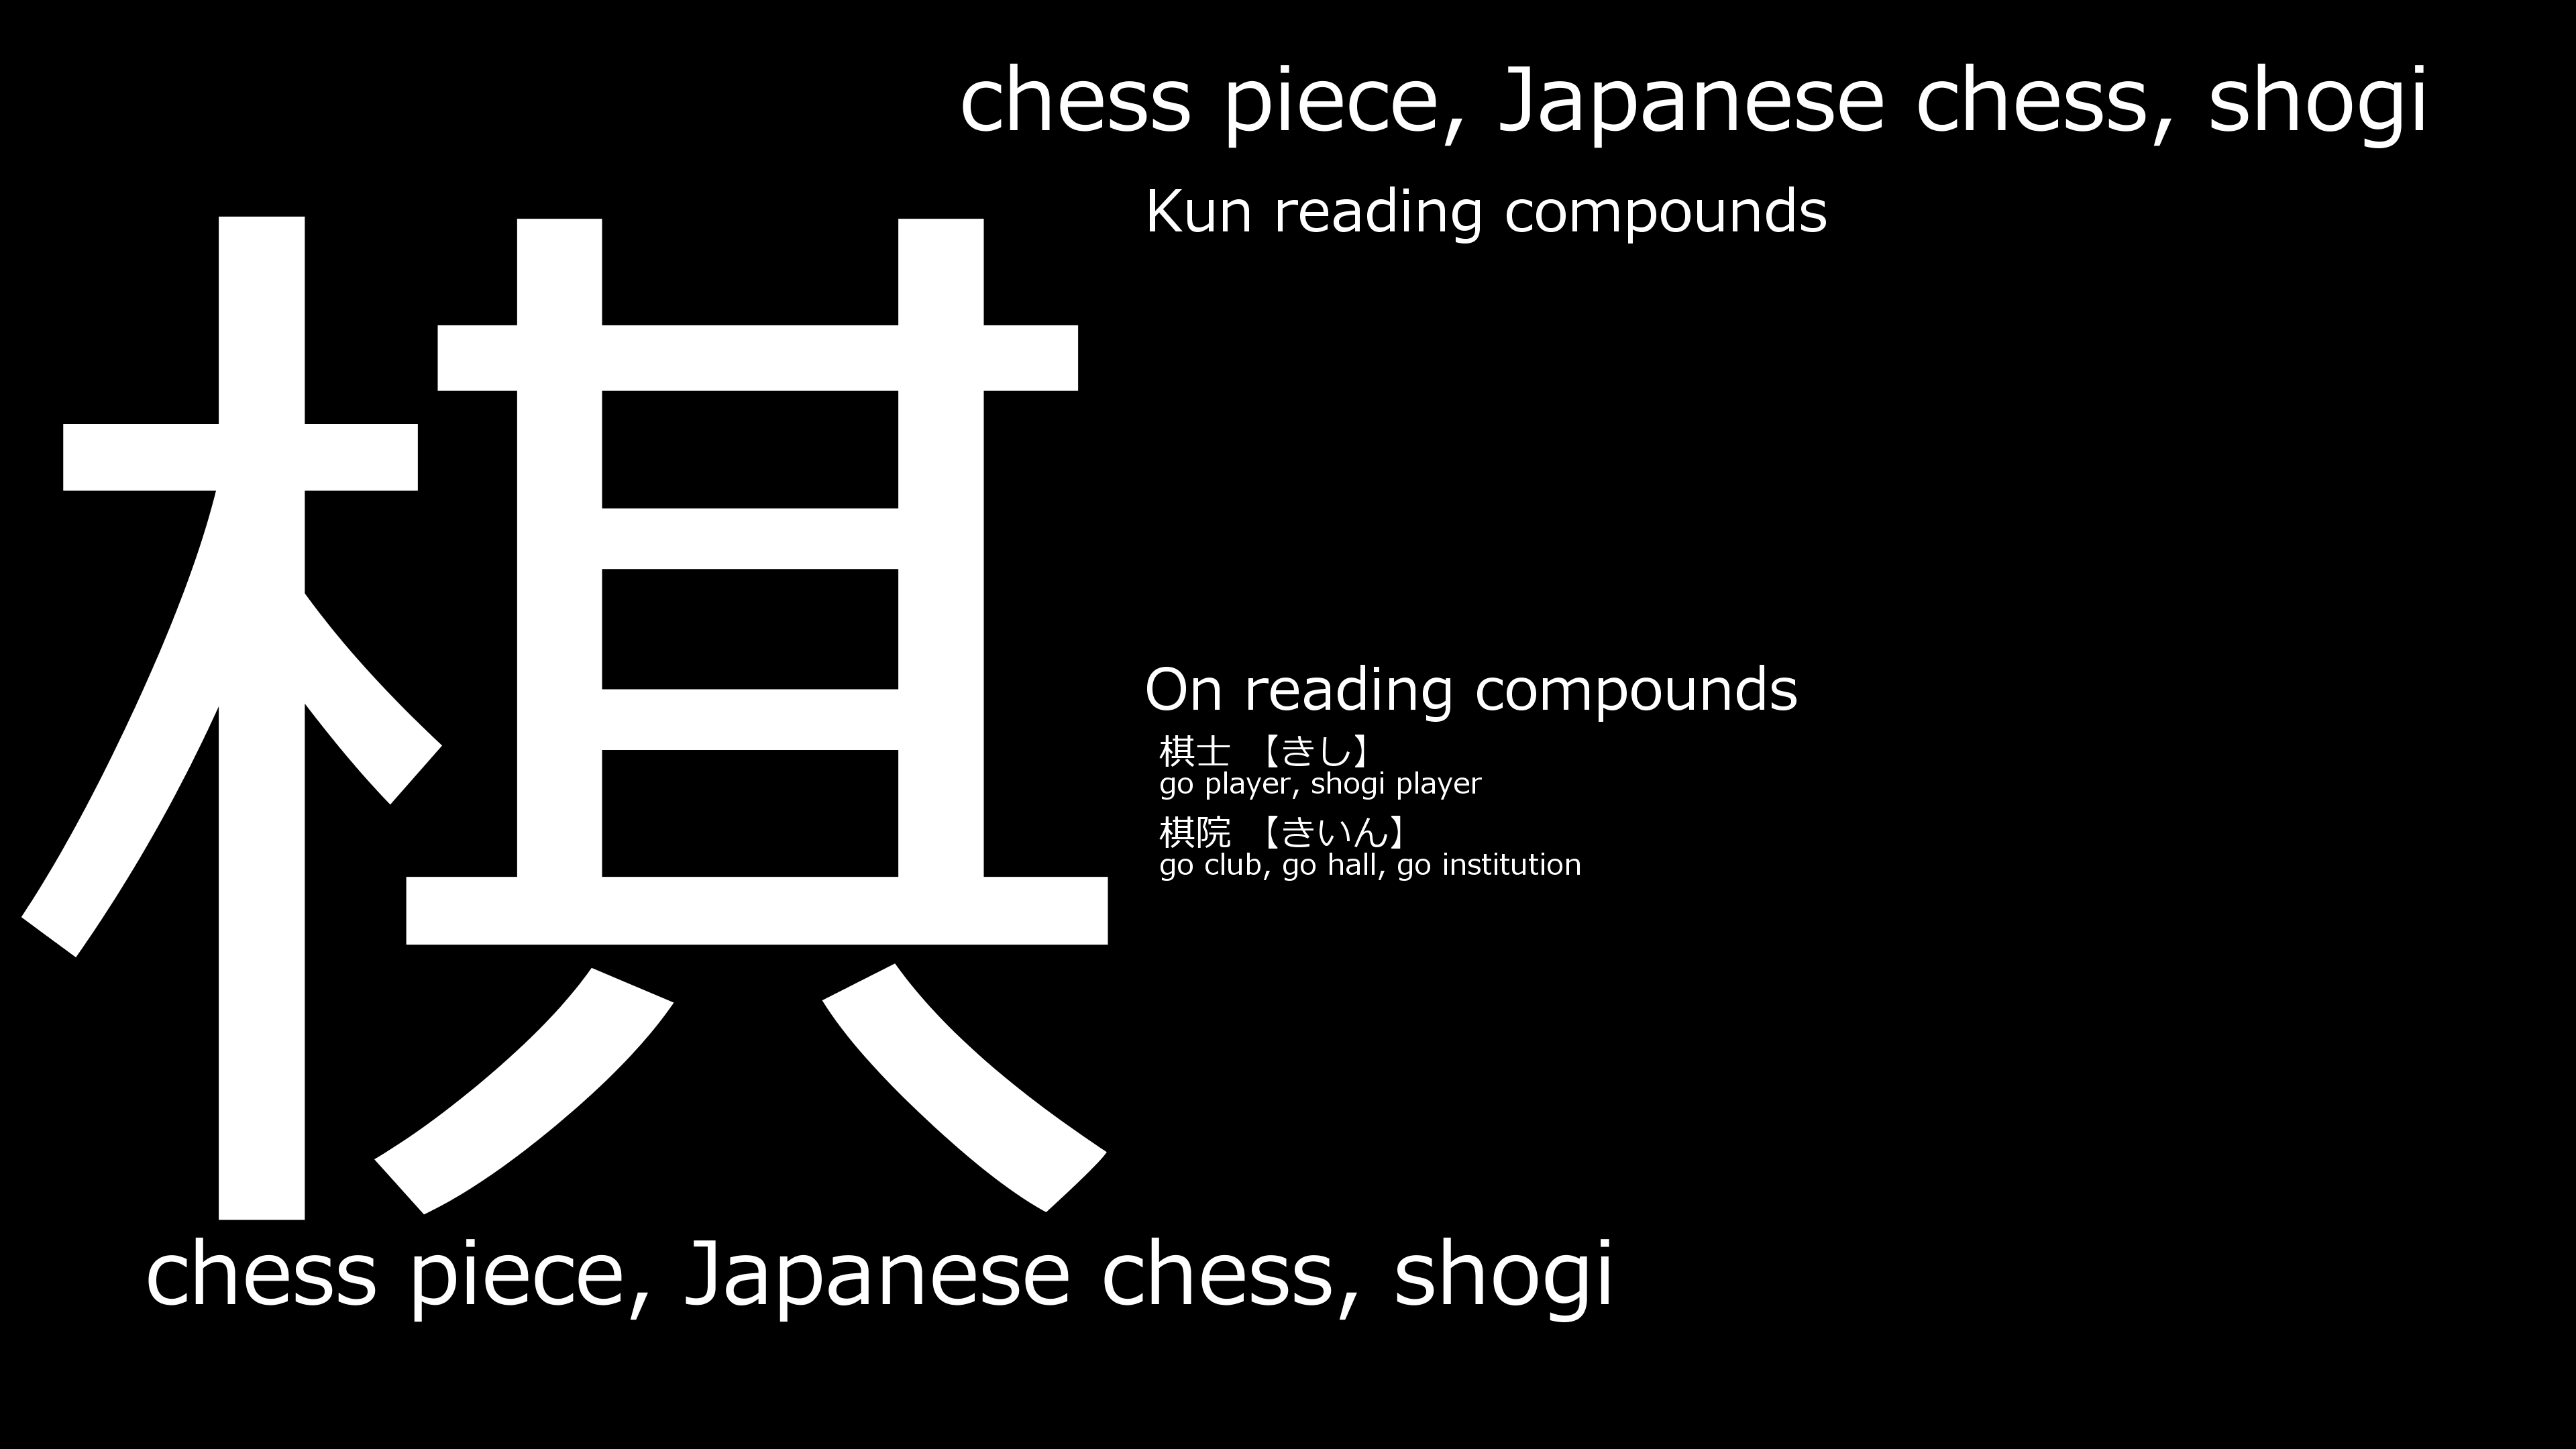 chess piece, Japanese chess, shogi
Kun reading compounds
棋
On reading compounds
棋士 【きし】
go player, shogi player
棋院 【きいん】
go club, go hall, go institution
chess piece, Japanese chess, shogi